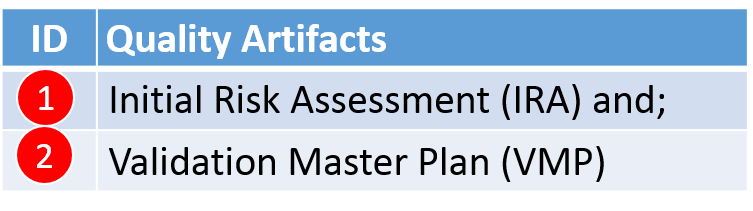 ID Quality Artifacts
1 Initial Risk Assessment (IRA) and;
2 Validation Master Plan (VMP)